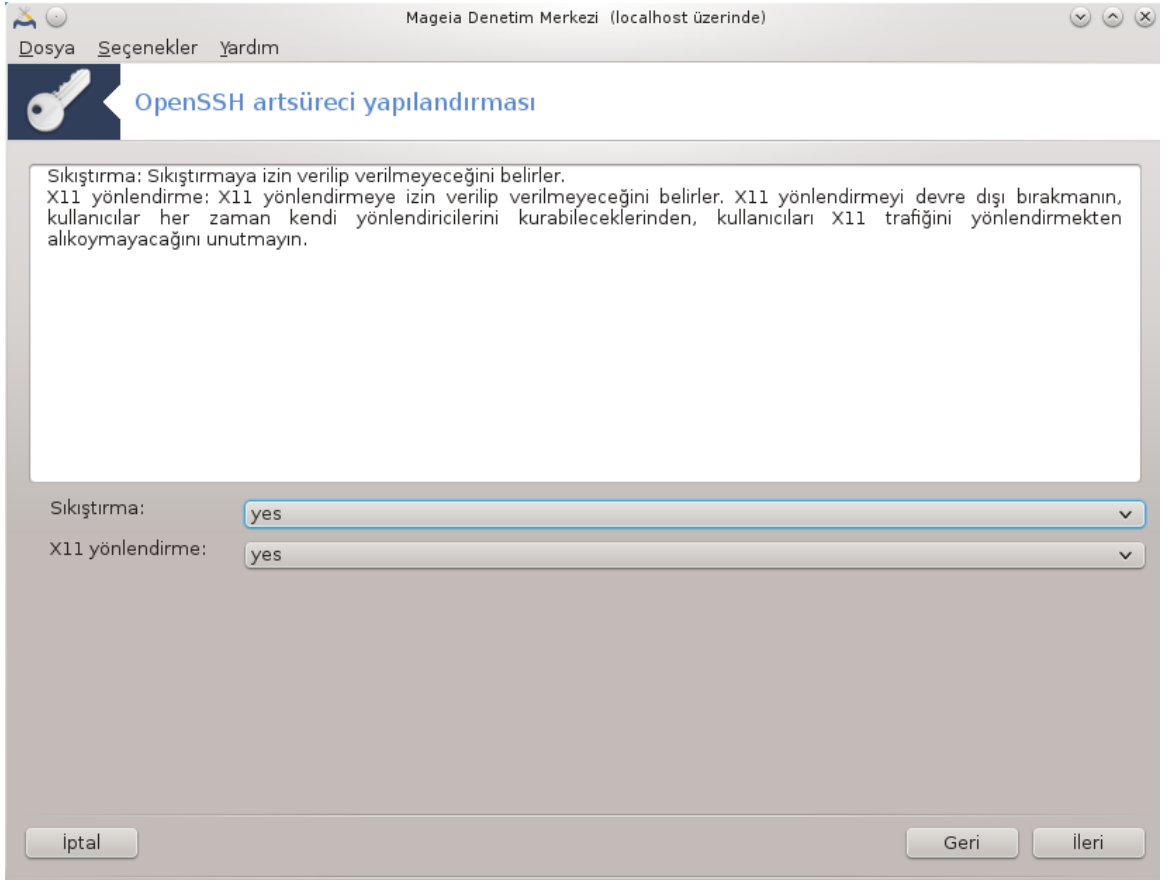 Mageia Denetim Merkezi (localhost üzerinde)
Dosya Seçenekler Yardım
OpenSSH artsüreci yapılandırması
Sıkıştırma: Sıkıştırmaya izin verilip verilmeyeceğini belirler.
X11 yönlendirme: X11 yönlendirmeye izin verilip verilmeyeceğini belirler. X11 yönlendirmeyi devre dışı bırakmanın,
kullanıcılar her zaman kendi yönlendiricilerini kurabileceklerinden, kullanıcıları X11 trafiğini yönlendirmekten
alıkoymayacağını unutmayın.
Sıkıştırma: yes
X11 yönlendirme: yes
İptal Geri İleri